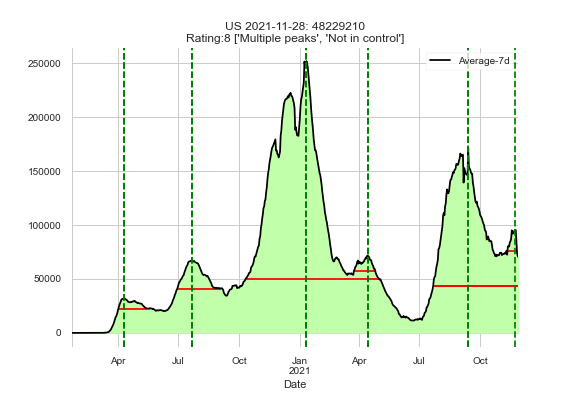 US 2021-11-28: 48229210
Rating:8 ['Multiple peaks', 'Not in control']
Average-7d
250000
200000
150000
100000
50000
0
Apr
Jul
Oct
Jan
2021
Apr
Jul
Oct
Date